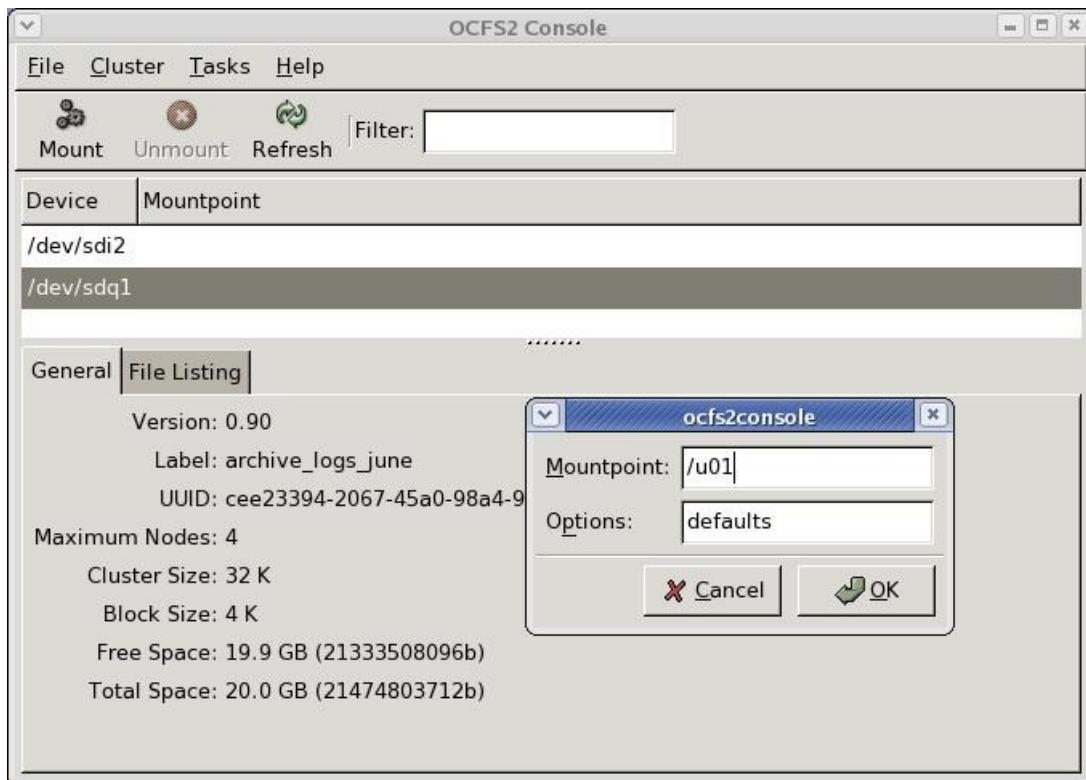 OCFS2 Console
File Cluster Tasks Help
Mount Unmount Refresh Filter:
Device Mountpoint
/dev/sdi2
/dev/sdq1
General File Listing
Version: 0.90
Label: archive_logs_june
UUID: cee23394-2067-45a0-98a4-9
Maximum Nodes: 4
Cluster Size: 32 K
Block Size: 4 K
Free Space: 19.9 GB (21333508096b)
Total Space: 20.0 GB (21474803712b)
ocfs2console
Mountpoint: /u01
Options: defaults
Cancel OK